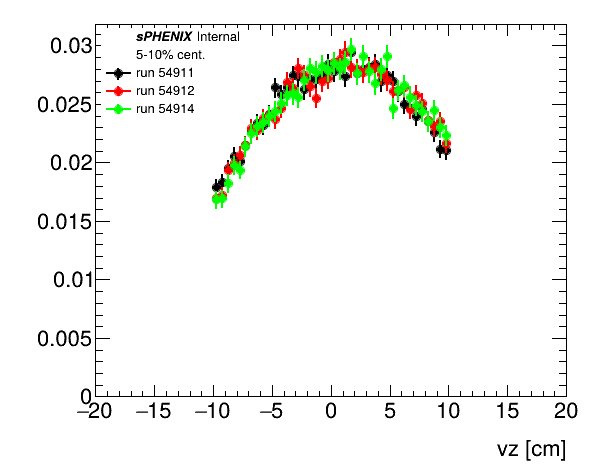 sPHENIX Internal
5-10% cent.
run 54911
run 54912
run 54914
0.03
0.025
0.02
0.015
0.01
0.005
0
−20 −15 −10 −5 0 5 10 15 20
vz [cm]